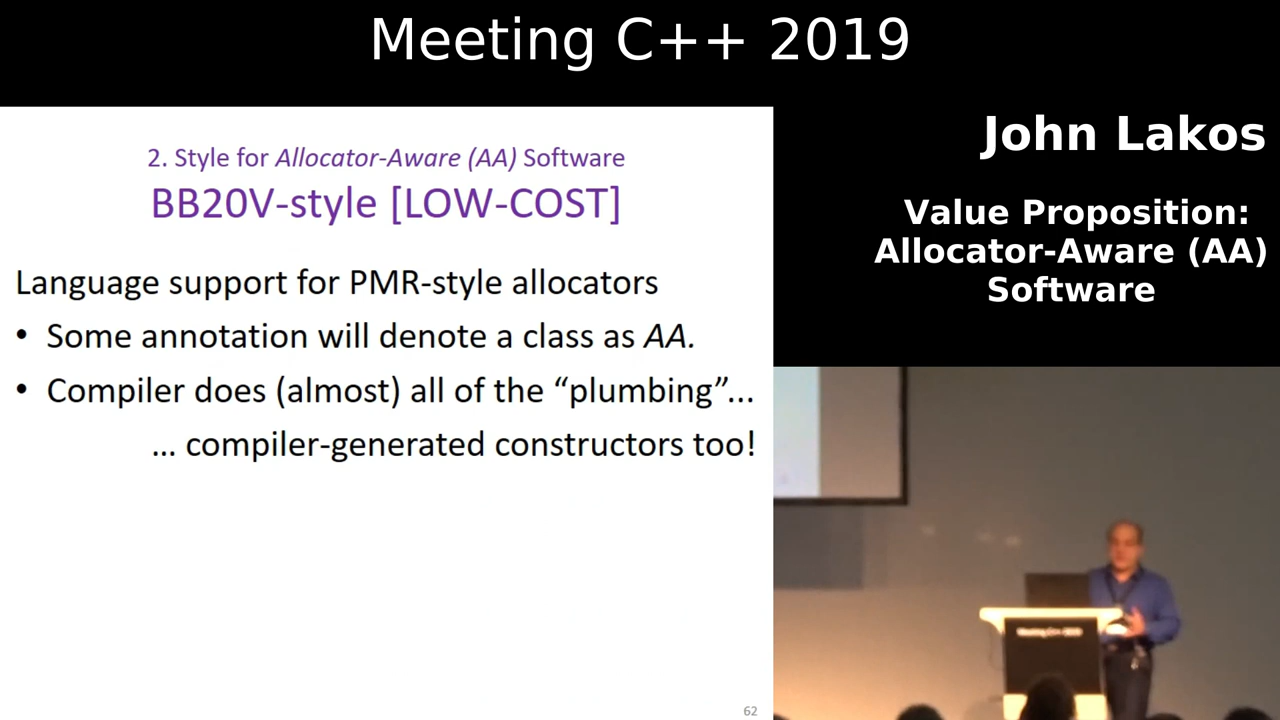 Meeting C++ 2019
2. Style for Allocator-Aware (AA) Software
BB20V-style [LOW-COST]
Language support for PMR-style allocators
• Some annotation will denote a class as AA.
• Compiler does (almost) all of the “plumbing”...
... compiler-generated constructors too!
62
John Lakos
Value Proposition:
Allocator-Aware (AA)
Software
Meeting C++ 2019